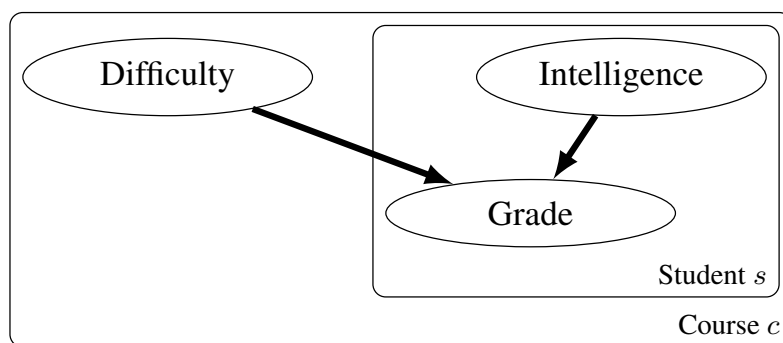 Difficulty
Intelligence
Grade
Student s
Course c